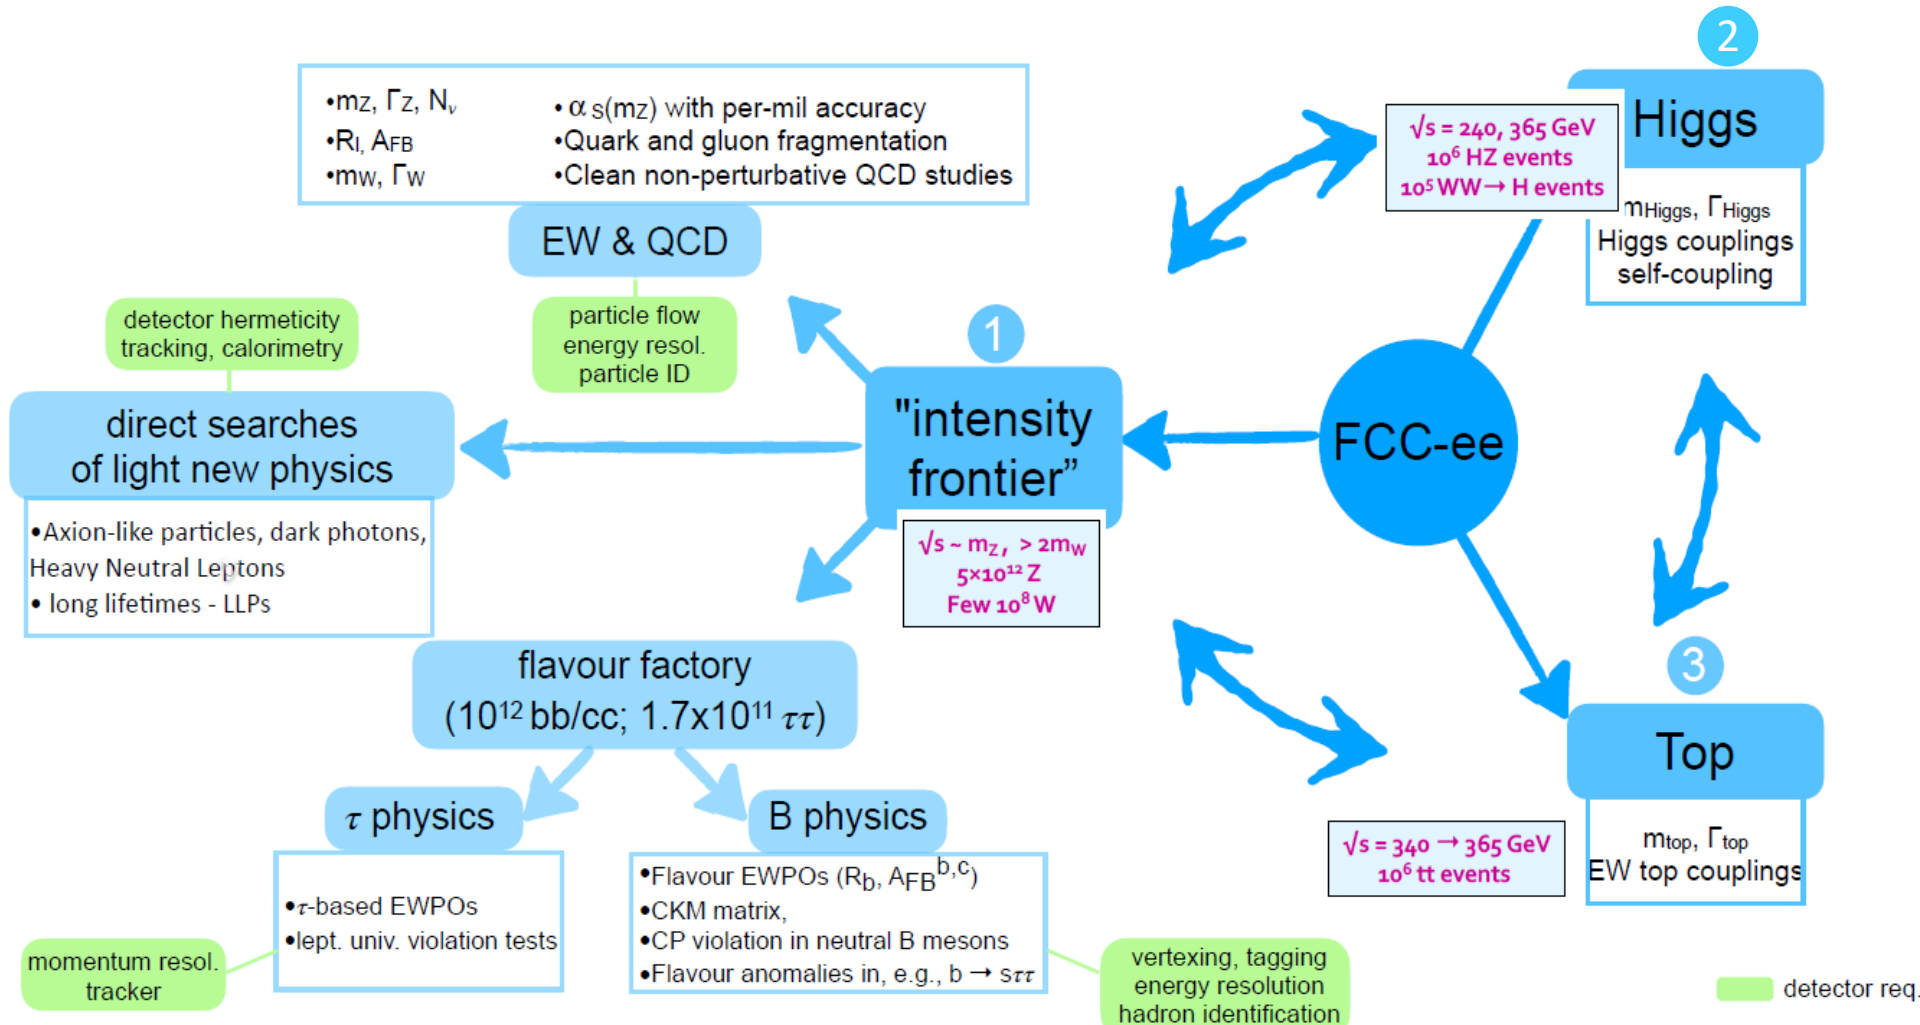 2
Higgs
√s = 240, 365 GeV
10⁶ HZ events
10⁵ WW→ H events
mHiggs, ΓHiggs
Higgs couplings
self-coupling
•mZ, ΓZ, Nν
•Rl, AFB
•mW, ΓW
•αS(mZ) with per-mil accuracy
•Quark and gluon fragmentation
•Clean non-perturbative QCD studies
EW & QCD
particle flow
energy resol.
particle ID
detector hermeticity
tracking, calorimetry
direct searches
of light new physics
•Axion-like particles, dark photons,
Heavy Neutral Leptons
• long lifetimes - LLPs
1
"intensity
frontier”
√s ~ mZ, > 2mW
5×10¹² Z
Few 10⁸ W
FCC-ee
flavour factory
(10¹² bb/cc; 1.7x10¹¹ ττ)
τ physics
•τ-based EWPOs
•lept. univ. violation tests
momentum resol.
tracker
B physics
•Flavour EWPOs (Rb, AFBb,c)
•CKM matrix,
•CP violation in neutral B mesons
•Flavour anomalies in, e.g., b → sττ
vertexing, tagging
energy resolution
hadron identification
3
Top
√s = 340 → 365 GeV
10⁶ tt events
mtop, Γtop
EW top couplings
detector req.